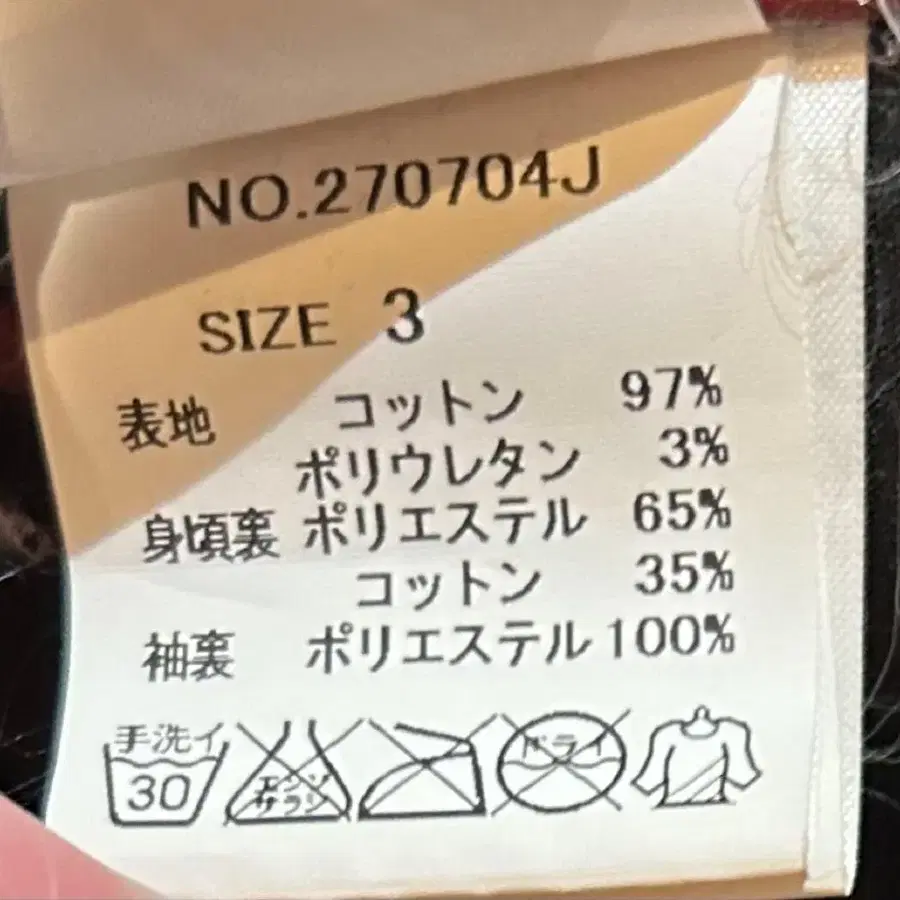 NO.270704J
SIZE 3
表地 コットン 97%
ポリウレタン 3%
身頃裏 ポリエステル 65%
コットン 35%
袖裏 ポリエステル 100%
手洗イ エンソ サラシ ドライ
30